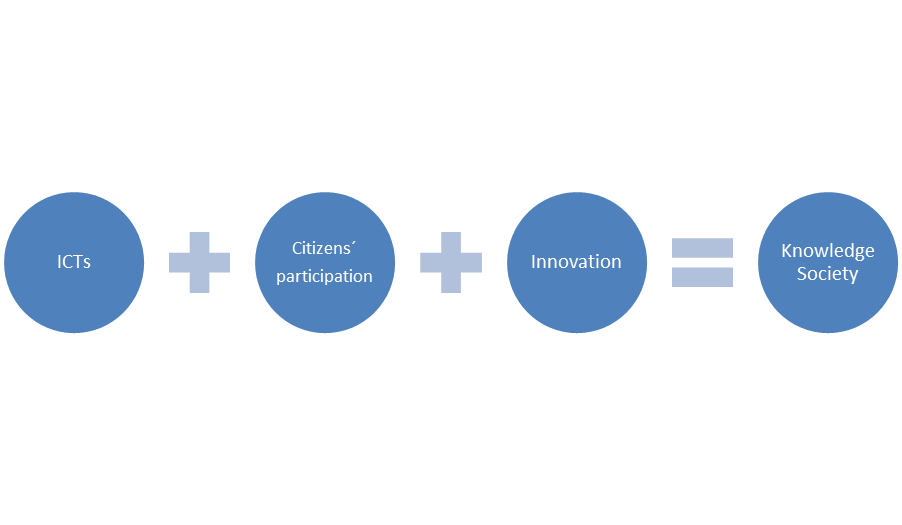 ICTs
Citizens´
participation
Innovation
Knowledge
Society